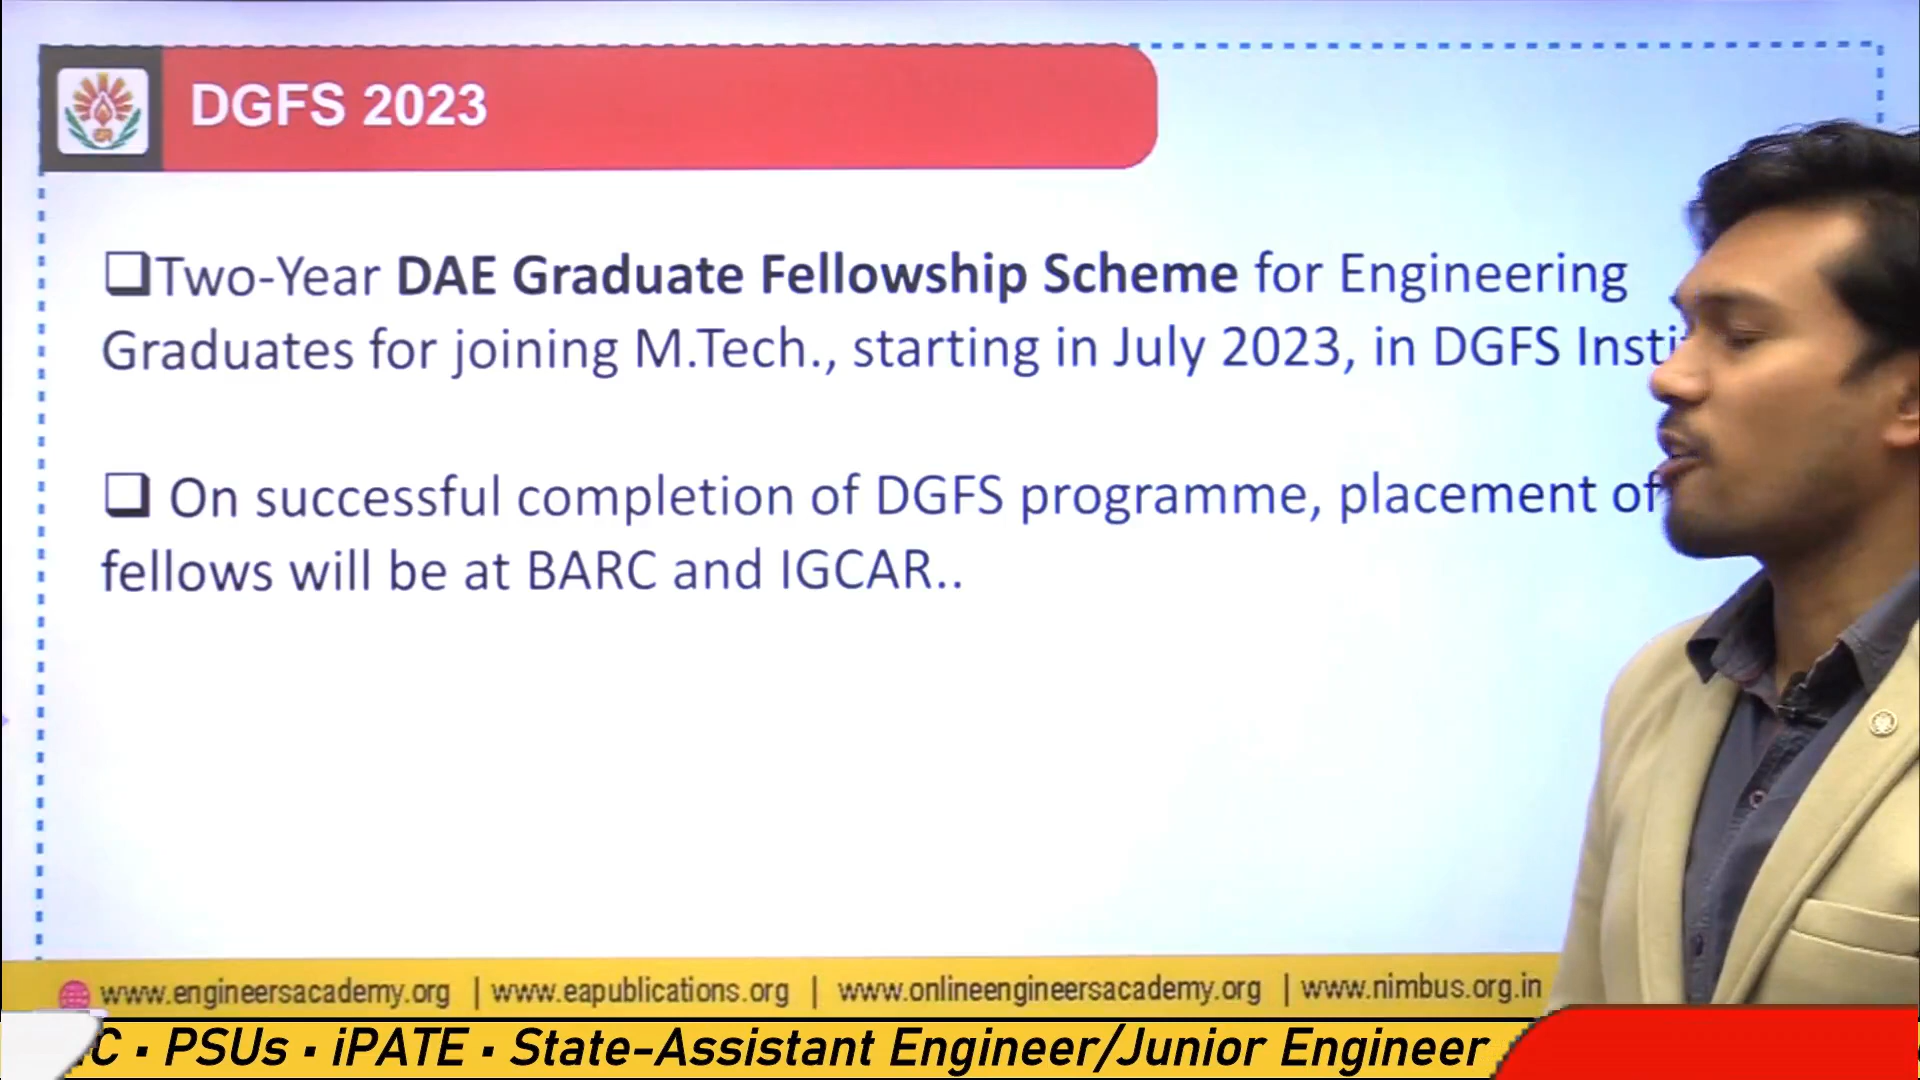 DGFS 2023
Two-Year DAE Graduate Fellowship Scheme for Engineering
Graduates for joining M.Tech., starting in July 2023, in DGFS
On successful completion of DGFS programme, placement of
fellows will be at BARC and IGCAR..
www.engineersacademy.org | www.eapublications.org | www.onlineengineersacademy.org | www.nimbus.org.in
· PSUs · iPATE · State-Assistant Engineer/Junior Engineer